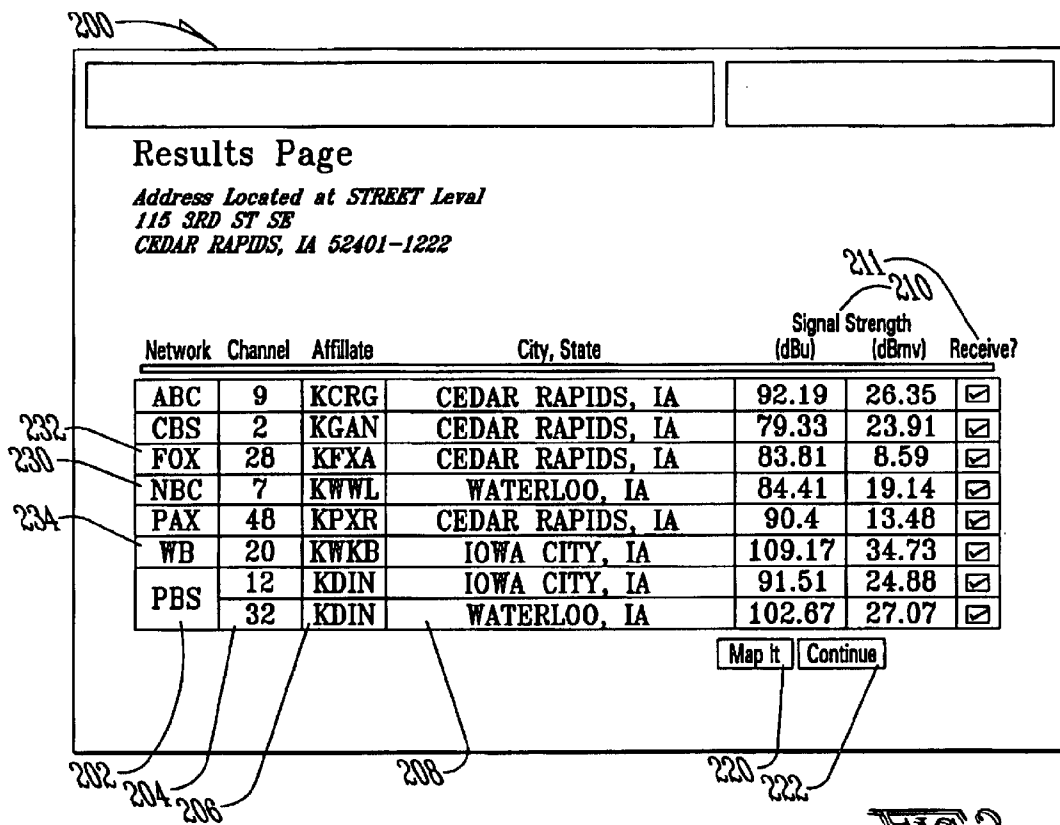 200
Results Page
Address Located at STREET Leval
115 3RD ST SE
CEDAR RAPIDS, IA 52401-1222
211
210
Signal Strength
Network Channel Affillate City, State (dBu) (dBmv) Receive?
ABC 9 KCRG CEDAR RAPIDS, IA 92.19 26.35
232 CBS 2 KGAN CEDAR RAPIDS, IA 79.33 23.91
230 FOX 28 KFXA CEDAR RAPIDS, IA 83.81 8.59
NBC 7 KWWL WATERLOO, IA 84.41 19.14
234 PAX 48 KPXR CEDAR RAPIDS, IA 90.4 13.48
WB 20 KWKB IOWA CITY, IA 109.17 34.73
PBS 12 KDIN IOWA CITY, IA 91.51 24.88
32 KDIN WATERLOO, IA 102.67 27.07
Map It Continue
202 204 206 208 220 222